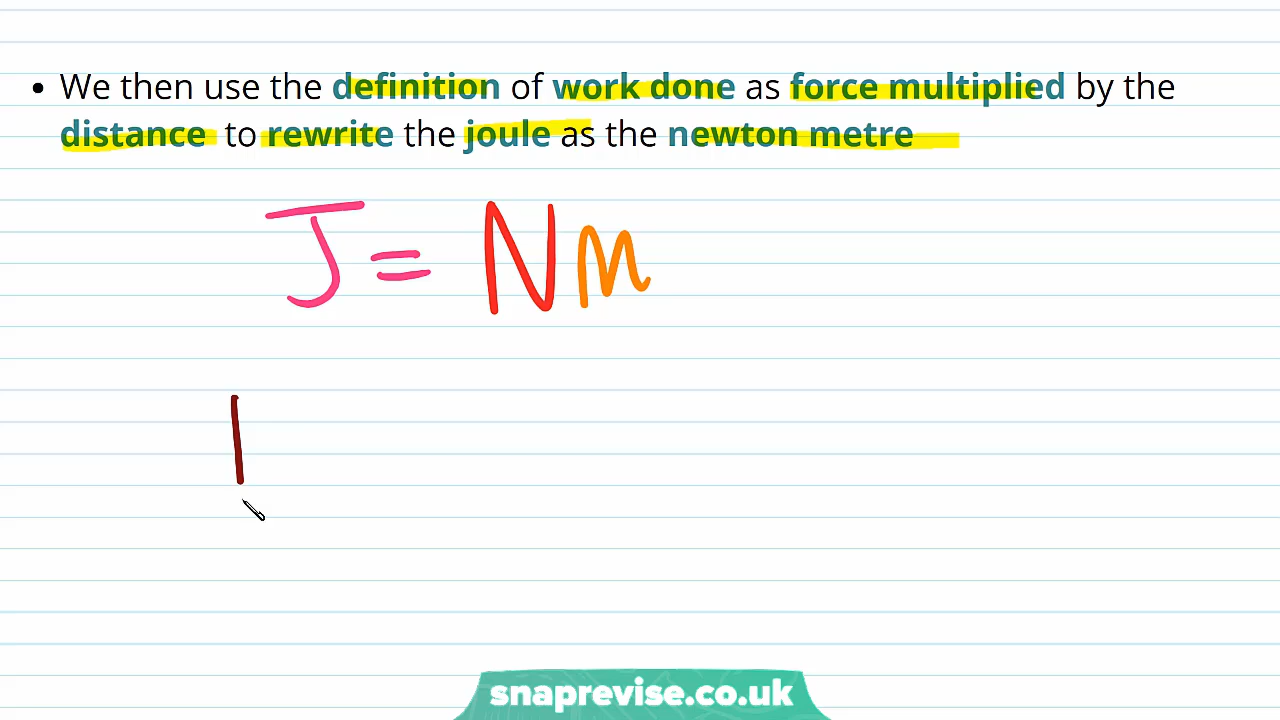 • We then use the definition of work done as force multiplied by the
distance to rewrite the joule as the newton metre
J = Nm
snaprevise.co.uk